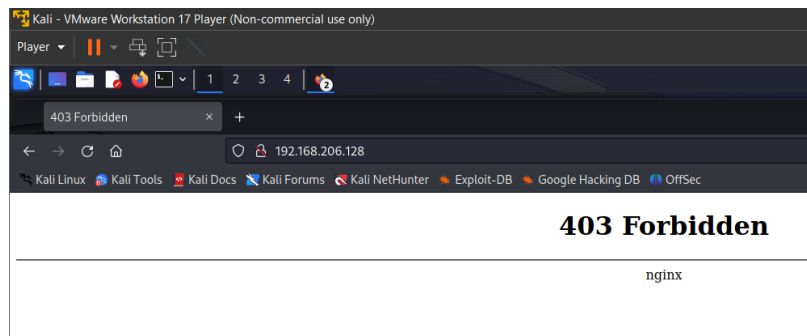 Kali - VMware Workstation 17 Player (Non-commercial use only)
Player
1 2 3 4 2
403 Forbidden
192.168.206.128
Kali Linux Kali Tools Kali Docs Kali Forums Kali NetHunter Exploit-DB Google Hacking DB OffSec
403 Forbidden
nginx